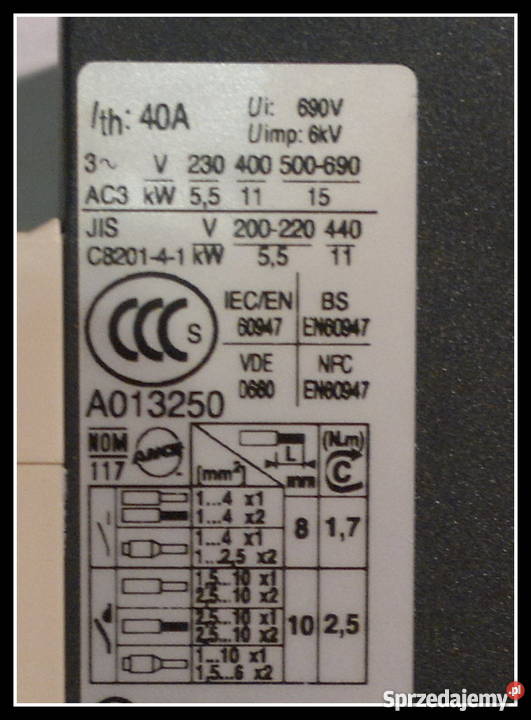 Ith: 40A Ui: 690V
Uimp: 6kV
3~ V 230 400 500-690
AC3 kW 5,5 11 15
JIS V 200-220 440
C8201-4-1 kW 5,5 11
CCC S
IEC/EN BS
60947 EN60947
VDE NFC
0660 EN60947
A013250
NOM
117
ANCE
[mm²]
L
mm
(N.m)
C
1...4 x1
1...4 x2
1...4 x1
1...2,5 x2
8 1,7
1,5...10 x1
2,5...10 x2
2,5...10 x1
2,5...10 x2
10 2,5
1...10 x1
1,5...6 x2
Sprzedajemy.pl